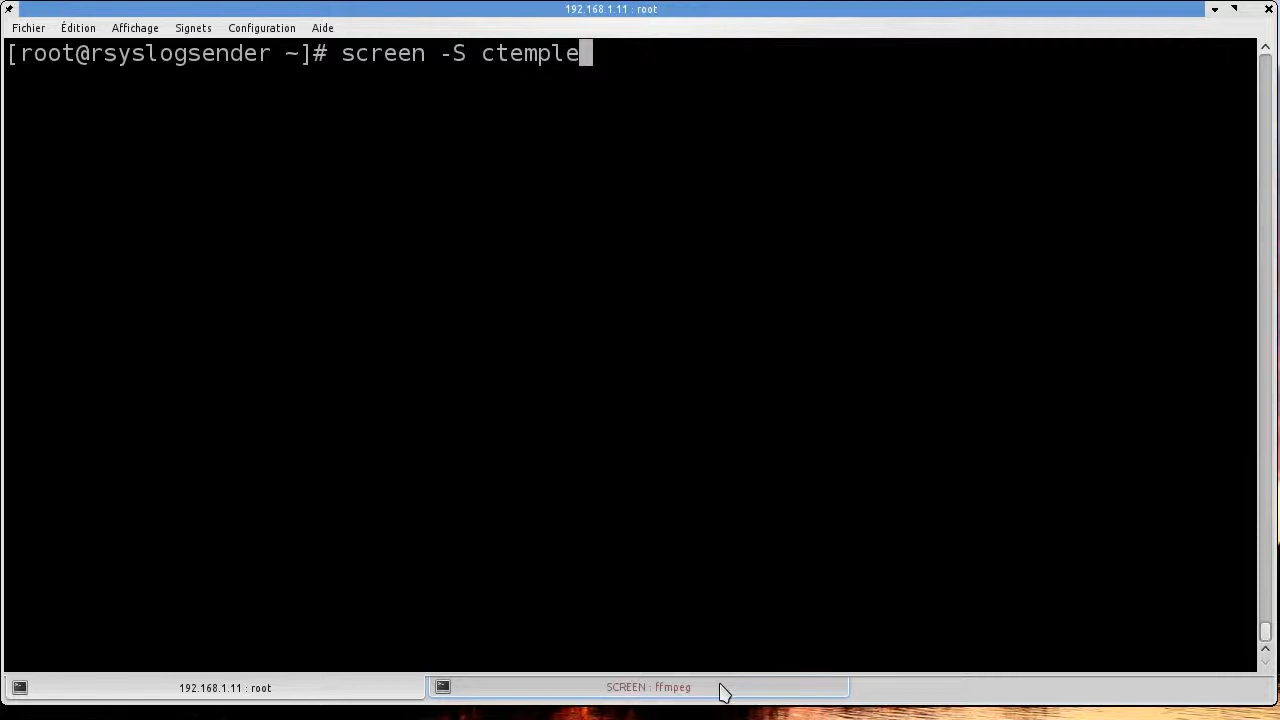 192.168.1.11 : root
Fichier Édition Affichage Signets Configuration Aide
[root@rsyslogsender ~]# screen -S ctemple
192.168.1.11 : root SCREEN : ffmpeg